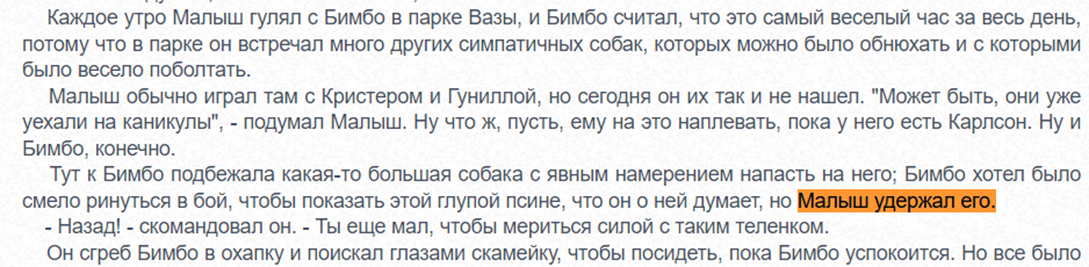 Каждое утро Малыш гулял с Бимбо в парке Вазы, и Бимбо считал, что это самый веселый час за весь день,
потому что в парке он встречал много других симпатичных собак, которых можно было обнюхать и с которыми
было весело поболтать.
Малыш обычно играл там с Кристером и Гуниллой, но сегодня он их так и не нашел. "Может быть, они уже
уехали на каникулы", - подумал Малыш. Ну что ж, пусть, ему на это наплевать, пока у него есть Карлсон. Ну и
Бимбо, конечно.
Тут к Бимбо подбежала какая-то большая собака с явным намерением напасть на него; Бимбо хотел было
смело ринуться в бой, чтобы показать этой глупой псине, что он о ней думает, но Малыш удержал его.
- Назад! - скомандовал он. - Ты еще мал, чтобы мериться силой с таким теленком.
Он сгреб Бимбо в охапку и поискал глазами скамейку, чтобы посидеть, пока Бимбо успокоится. Но все было